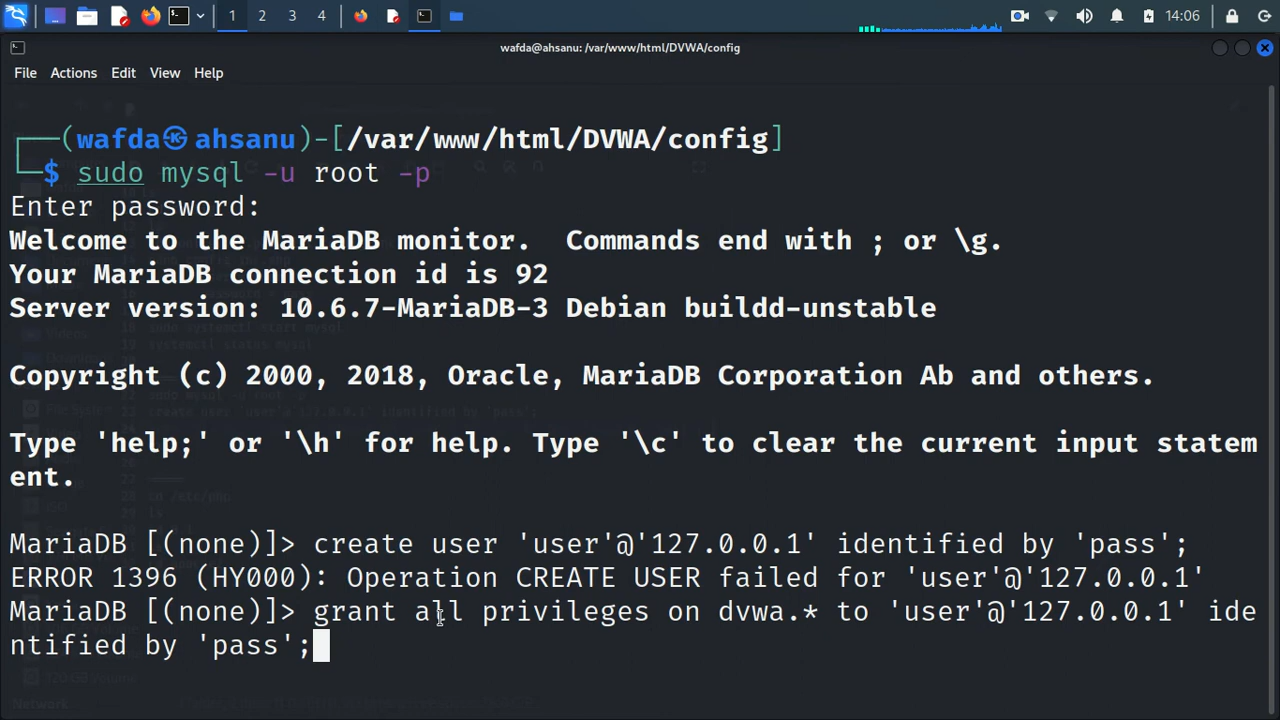 1 2 3 4 14:06
wafda@ahsanu: /var/www/html/DVWA/config
File Actions Edit View Help
┌──(wafda㉿ahsanu)-[/var/www/html/DVWA/config]
└─$ sudo mysql -u root -p
Enter password:
Welcome to the MariaDB monitor.  Commands end with ; or \g.
Your MariaDB connection id is 92
Server version: 10.6.7-MariaDB-3 Debian buildd-unstable
Copyright (c) 2000, 2018, Oracle, MariaDB Corporation Ab and others.
Type 'help;' or '\h' for help. Type '\c' to clear the current input statem
ent.
MariaDB [(none)]> create user 'user'@'127.0.0.1' identified by 'pass';
ERROR 1396 (HY000): Operation CREATE USER failed for 'user'@'127.0.0.1'
MariaDB [(none)]> grant all privileges on dvwa.* to 'user'@'127.0.0.1' ide
ntified by 'pass';